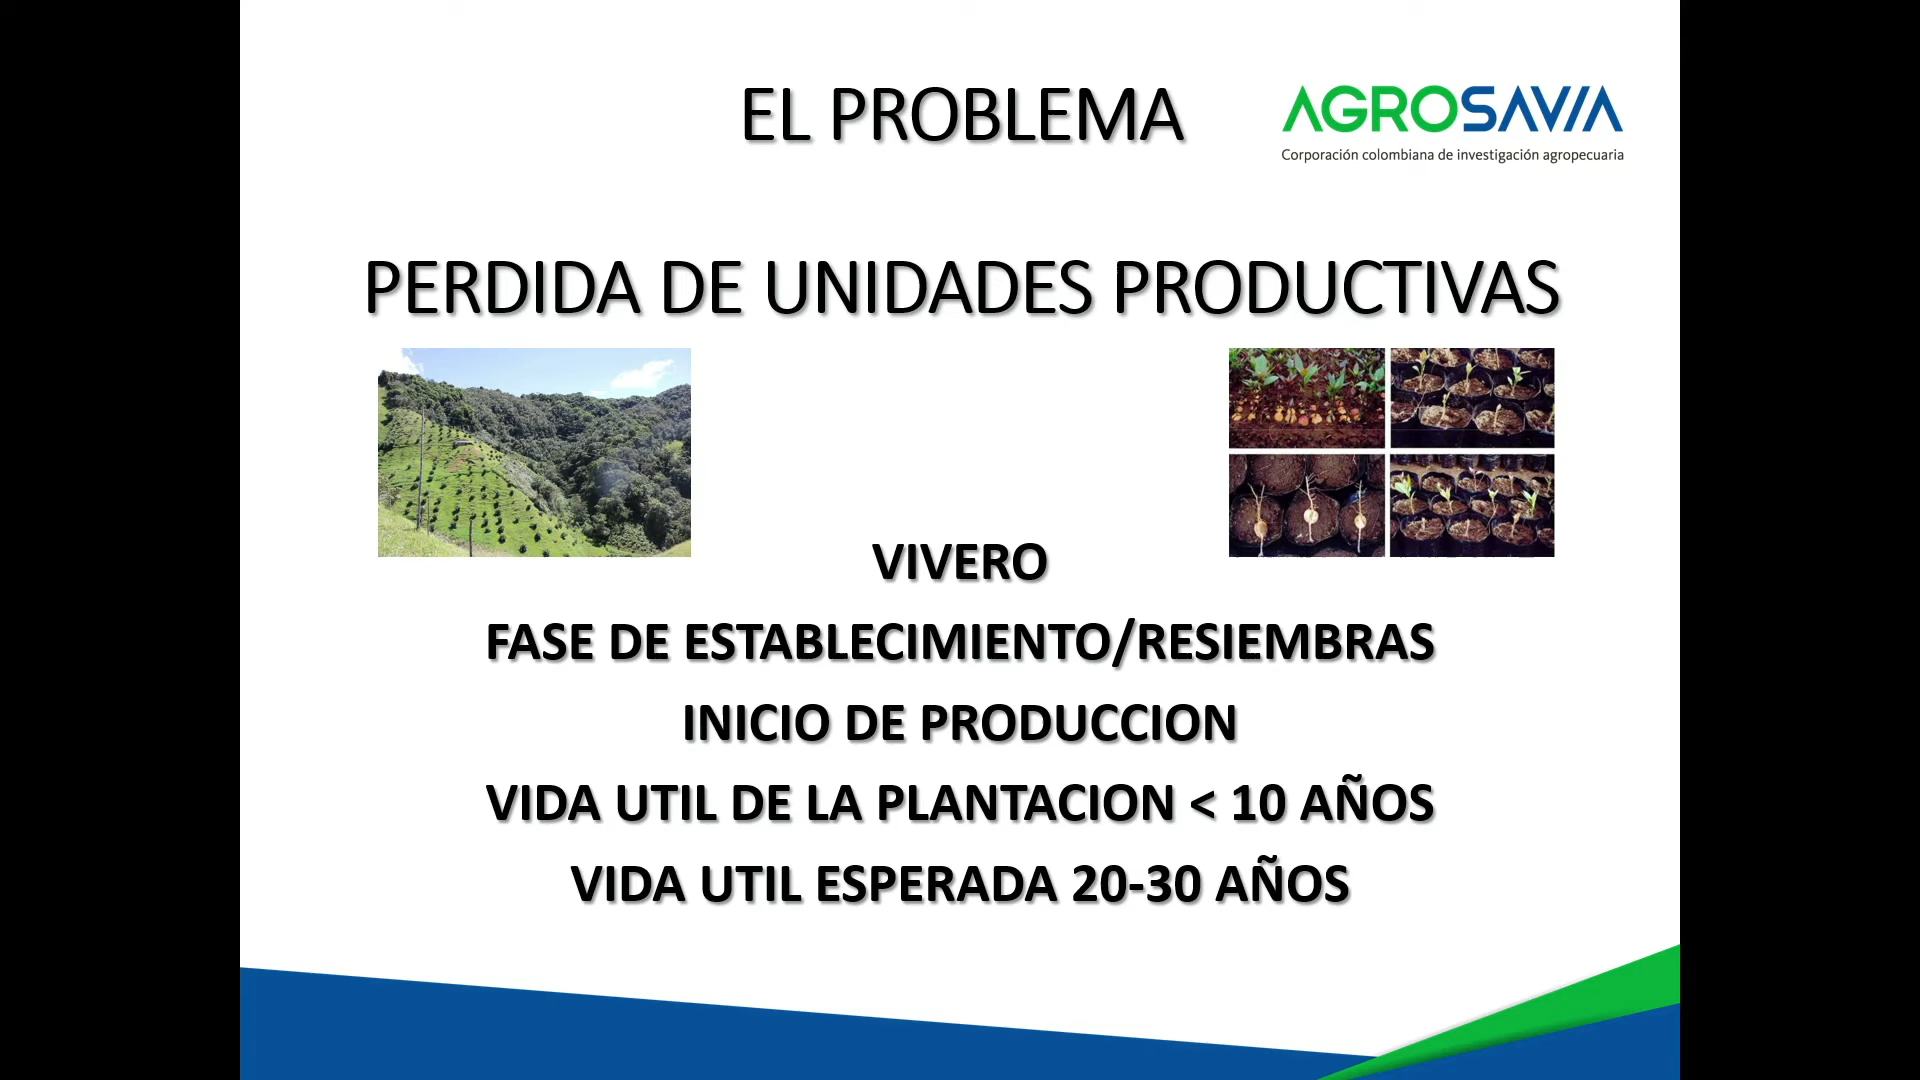 EL PROBLEMA
AGROSAVIA
Corporación colombiana de investigación agropecuaria
PERDIDA DE UNIDADES PRODUCTIVAS
VIVERO
FASE DE ESTABLECIMIENTO/RESIEMBRAS
INICIO DE PRODUCCION
VIDA UTIL DE LA PLANTACION < 10 AÑOS
VIDA UTIL ESPERADA 20-30 AÑOS